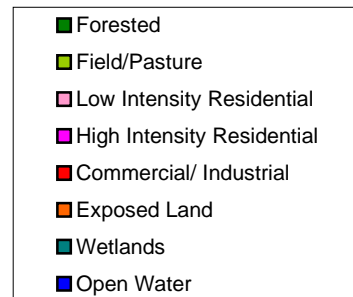 Forested
Field/Pasture
Low Intensity Residential
High Intensity Residential
Commercial/ Industrial
Exposed Land
Wetlands
Open Water